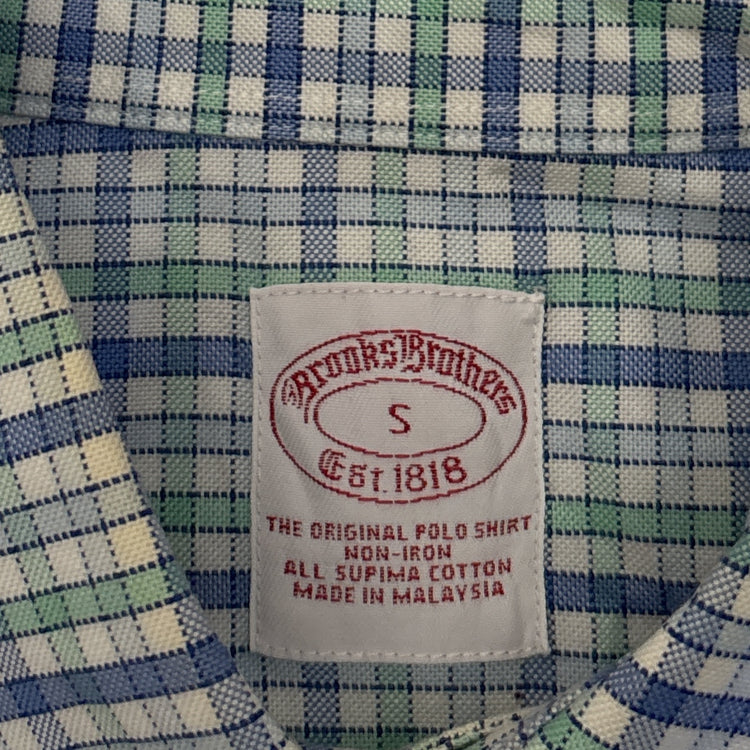 Brooks Brothers
S
Est. 1818
THE ORIGINAL POLO SHIRT
NON-IRON
ALL SUPIMA COTTON
MADE IN MALAYSIA